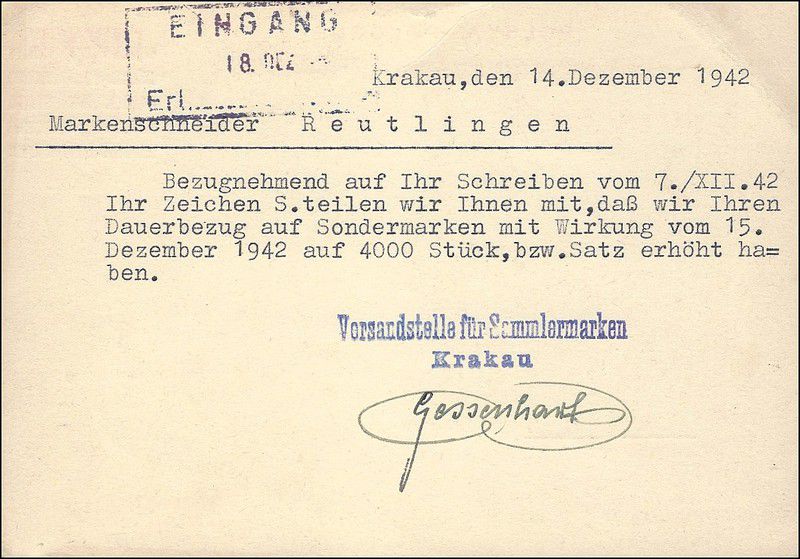 EINGANG
18. DEZ
Erl.
Krakau,den 14.Dezember 1942
Markenschneider Reutlingen
Bezugnehmend auf Ihr Schreiben vom 7./XII.42
Ihr Zeichen S.teilen wir Ihnen mit,daß wir Ihren
Dauerbezug auf Sondermarken mit Wirkung vom 15.
Dezember 1942 auf 4000 Stück,bzw.Satz erhöht ha=
ben.
Versandstelle für Sammlermarken
Krakau
Gessenhart